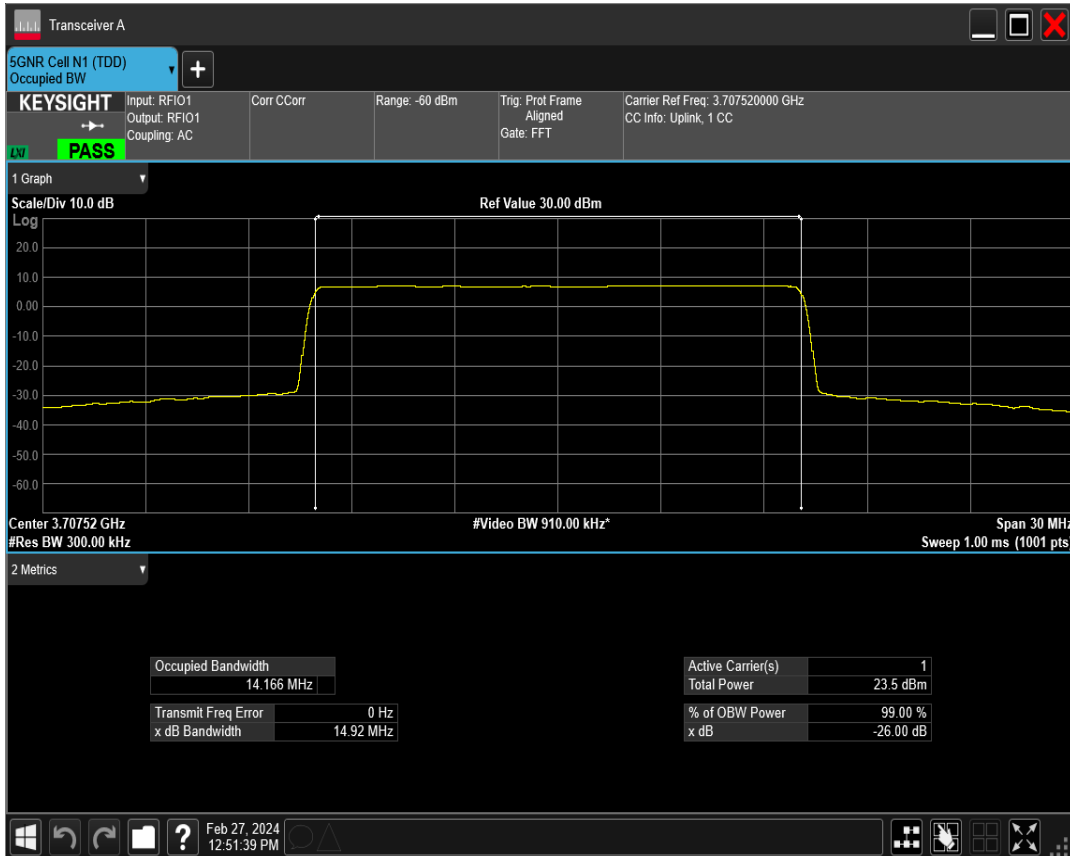 Transceiver A
5GNR Cell N1 (TDD)
Occupied BW
+
KEYSIGHT
LXI
PASS
Input: RFIO1
Output: RFIO1
Coupling: AC
Corr CCorr
Range: -60 dBm
Trig: Prot Frame
Aligned
Gate: FFT
Carrier Ref Freq: 3.707520000 GHz
CC Info: Uplink, 1 CC
1 Graph
Scale/Div 10.0 dB
Ref Value 30.00 dBm
Log
20.0
10.0
0.00
-10.0
-20.0
-30.0
-40.0
-50.0
-60.0
Center 3.70752 GHz
#Video BW 910.00 kHz*
Span 30 MHz
#Res BW 300.00 kHz
Sweep 1.00 ms (1001 pts)
2 Metrics
Occupied Bandwidth
14.166 MHz
Transmit Freq Error 0 Hz
x dB Bandwidth 14.92 MHz
Active Carrier(s) 1
Total Power 23.5 dBm
% of OBW Power 99.00 %
x dB -26.00 dB
?
Feb 27, 2024
12:51:39 PM